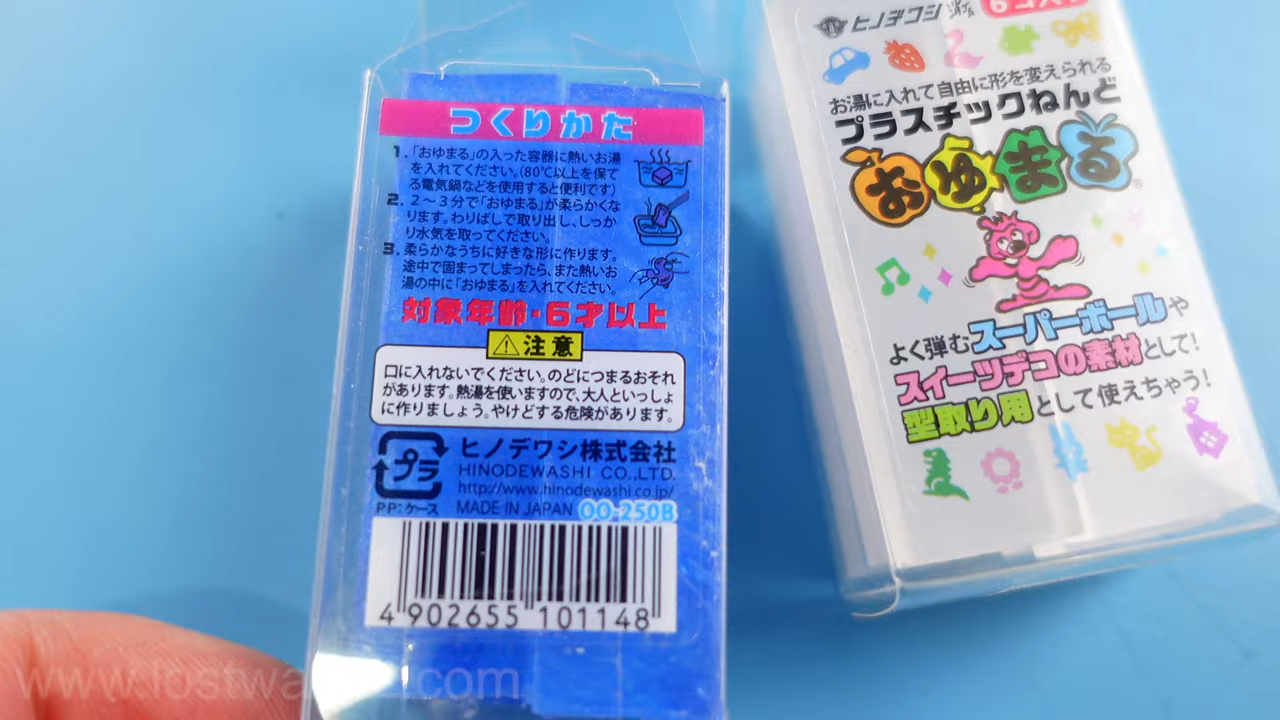 つくりかた
1.「おゆまる」の入った容器に熱いお湯
を入れてください。(80℃以上を保て
る電気鍋などを使用すると便利です)
2. 2～3分で「おゆまる」が柔らかくな
ります。わりばしで取り出し、しっか
り水気を取ってください。
3. 柔らかなうちに好きな形に作ります。
途中で固まってしまったら、また熱いお
湯の中に「おゆまる」を入れてください。
対象年齢・6才以上
注意
口に入れないでください。のどにつまるおそれ
があります。熱湯を使いますので、大人といっしょ
に作りましょう。やけどする危険があります。
プラ
PP:ケース
ヒノデワシ株式会社
HINODEWASHI CO.,LTD.
http://www.hinodewashi.co.jp/
MADE IN JAPAN OO-250B
4 902655 101148
ヒノデワシ
お湯に入れて自由に形を変えられる
プラスチックねんど
おゆまる®
よく弾むスーパーボールや
スイーツデコの素材として!
型取り用として使えちゃう!